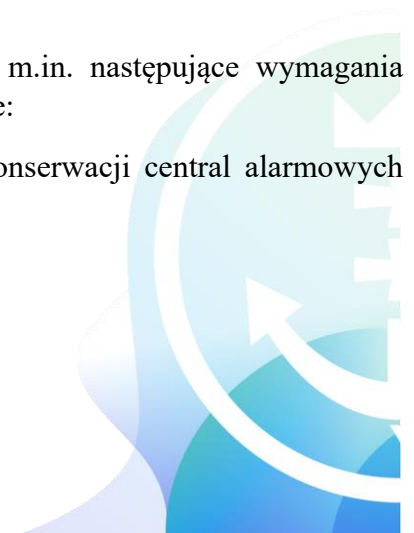 m.in. następujące wymagania
e:
onserwacji central alarmowych